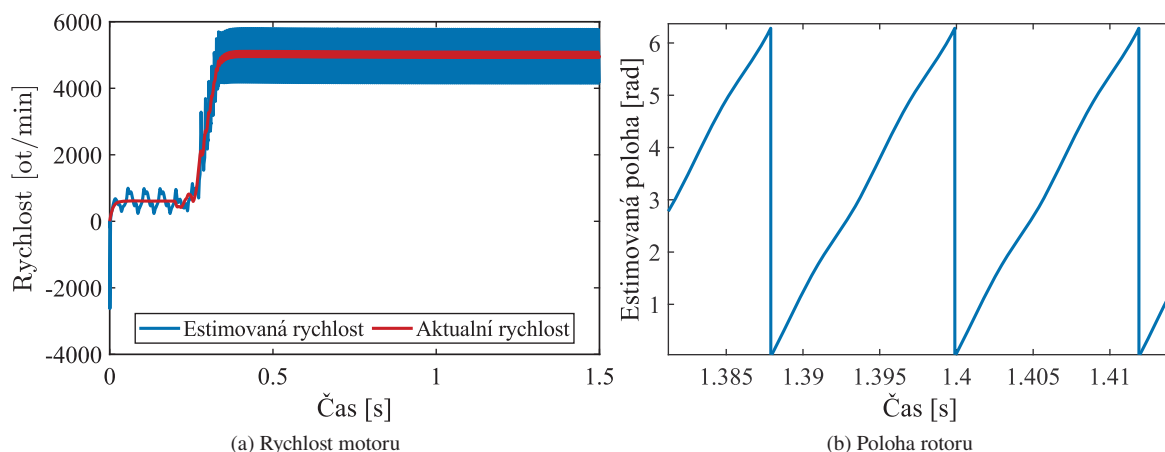 6000
4000
2000
0
-2000
-4000
Rychlost [ot/min]
Estimovaná rychlost
Aktualní rychlost
0
0.5
1
1.5
Čas [s]
(a) Rychlost motoru
6
5
4
3
2
1
Estimovaná poloha [rad]
1.385
1.39
1.395
1.4
1.405
1.41
Čas [s]
(b) Poloha rotoru